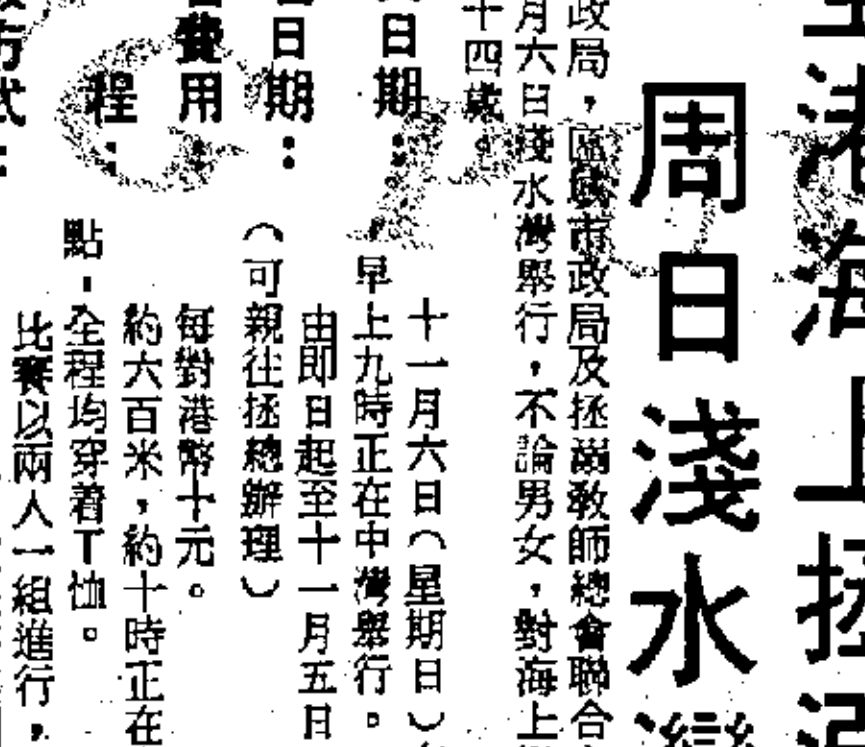 港海上拯
周日淺水灣
政局，區域市政局及拯溺教師總會聯合
月六日淺水灣舉行，不論男女，對海上
十四歲
日期：
十一月六日（星期日）
早上九時正在中灣舉行。
日期：
由即日起至十一月五日
（可親往拯總辦理）
費用：
每對港幣十元。
程：
約六百米，約十時正在
點，全程均穿着T恤。
方式：
比賽以兩人一組進行，